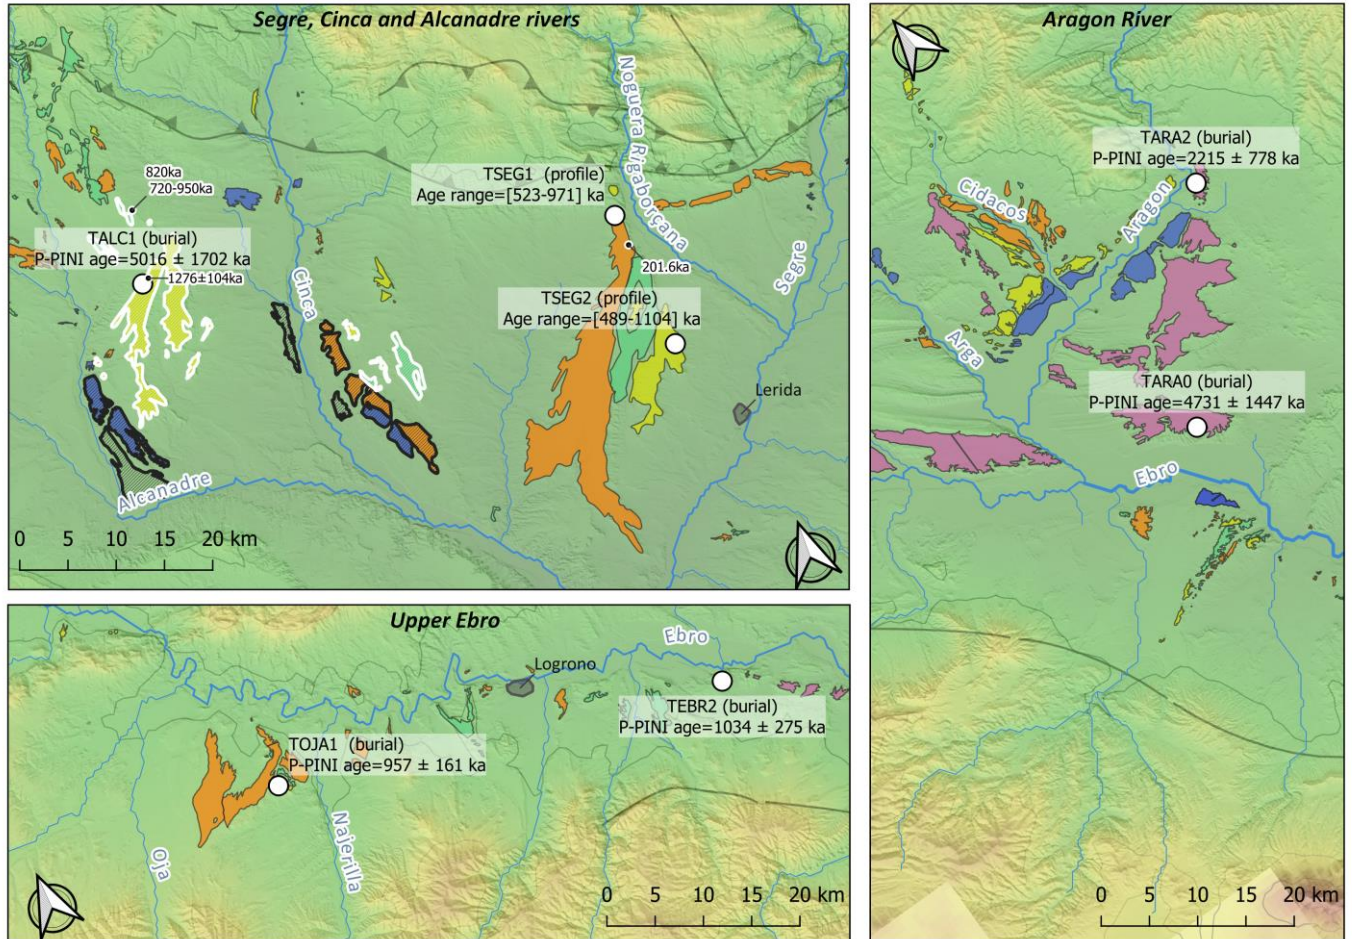 Segre, Cinca and Alcanadre rivers
Noguera Rigaborçana
820ka
720-950ka
TSEG1 (profile)
Age range=[523-971] ka
TALC1 (burial)
P-PINI age=5016 ± 1702 ka
1276±104ka
201.6ka
Cinca
Segre
TSEG2 (profile)
Age range=[489-1104] ka
Lerida
Alcanadre
0 5 10 15 20 km
Upper Ebro
Ebro
Logrono
TEBR2 (burial)
P-PINI age=1034 ± 275 ka
TOJA1 (burial)
P-PINI age=957 ± 161 ka
Oja
Najerilla
0 5 10 15 20 km
Aragon River
TARA2 (burial)
P-PINI age=2215 ± 778 ka
Cidacos
Aragon
Arga
TARA0 (burial)
P-PINI age=4731 ± 1447 ka
Ebro
0 5 10 15 20 km